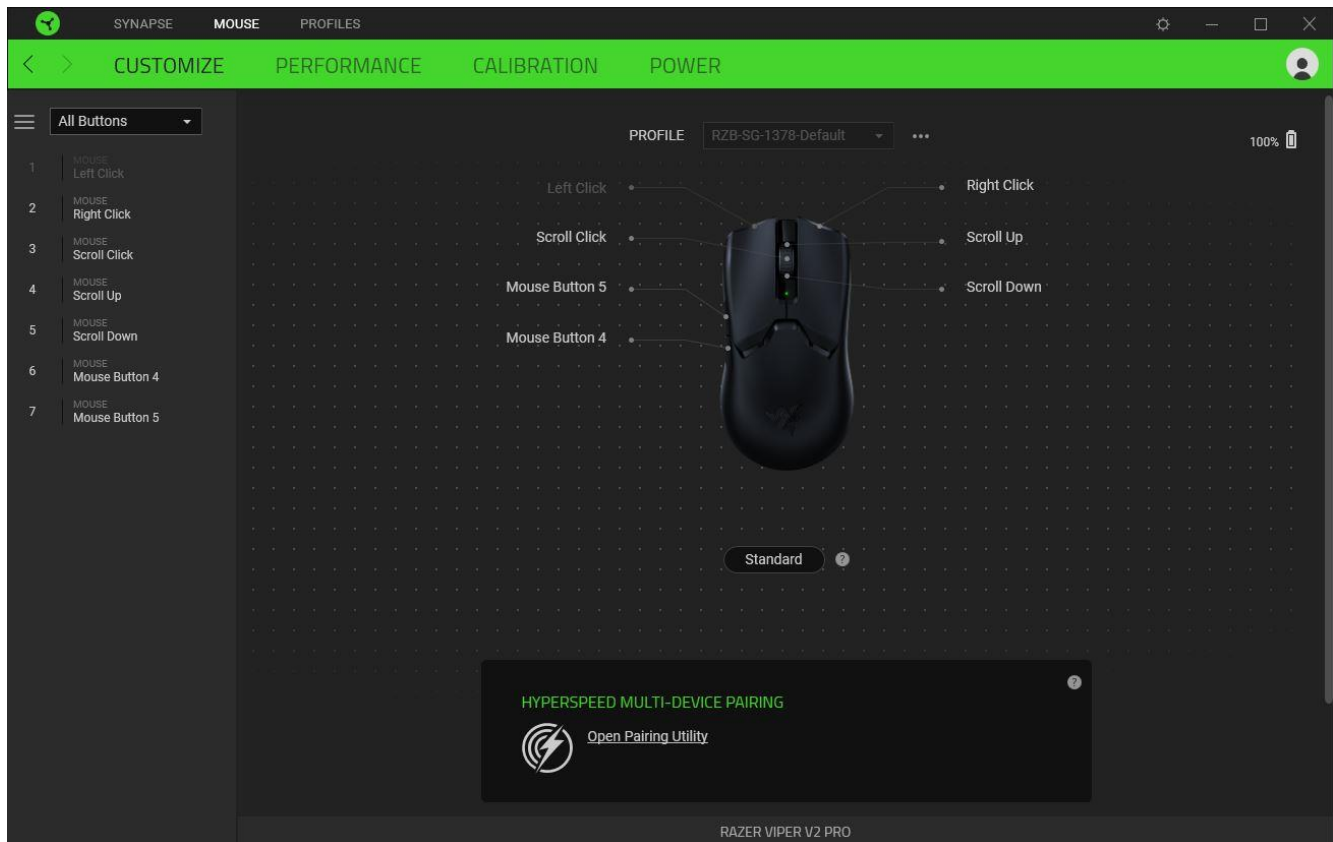 SYNAPSE MOUSE PROFILES
CUSTOMIZE PERFORMANCE CALIBRATION POWER
All Buttons
PROFILE RZB-SG-1378-Default
100%
1 MOUSE
Left Click
2 MOUSE
Right Click
3 MOUSE
Scroll Click
4 MOUSE
Scroll Up
5 MOUSE
Scroll Down
6 MOUSE
Mouse Button 4
7 MOUSE
Mouse Button 5
Left Click
Right Click
Scroll Click
Scroll Up
Mouse Button 5
Scroll Down
Mouse Button 4
Standard ?
HYPERSPEED MULTI-DEVICE PAIRING ?
Open Pairing Utility
RAZER VIPER V2 PRO